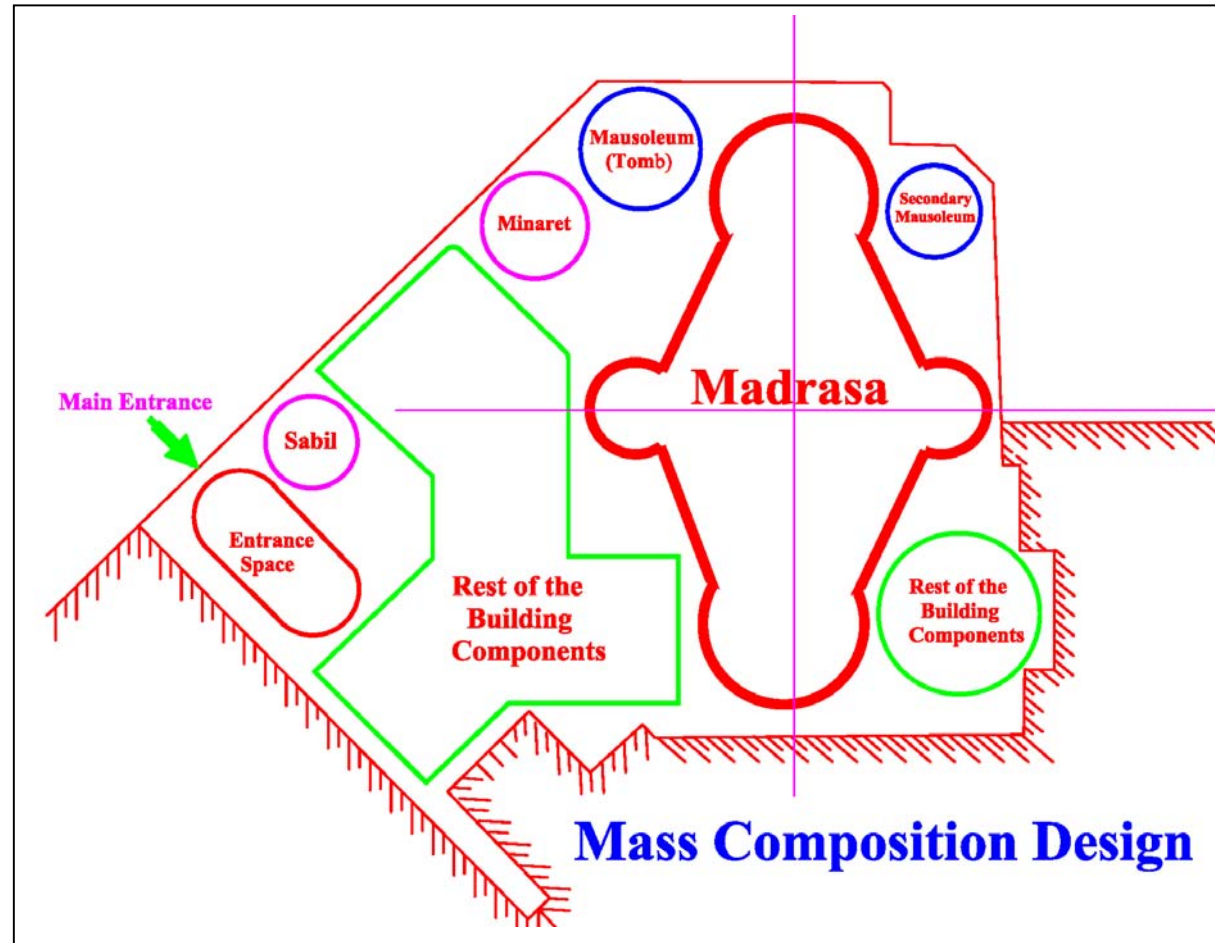 Mausoleum
(Tomb)
Minaret
Secondary
Mausoleum
Madrasa
Main Entrance
Sabil
Entrance
Space
Rest of the
Building
Components
Rest of the
Building
Components
Mass Composition Design